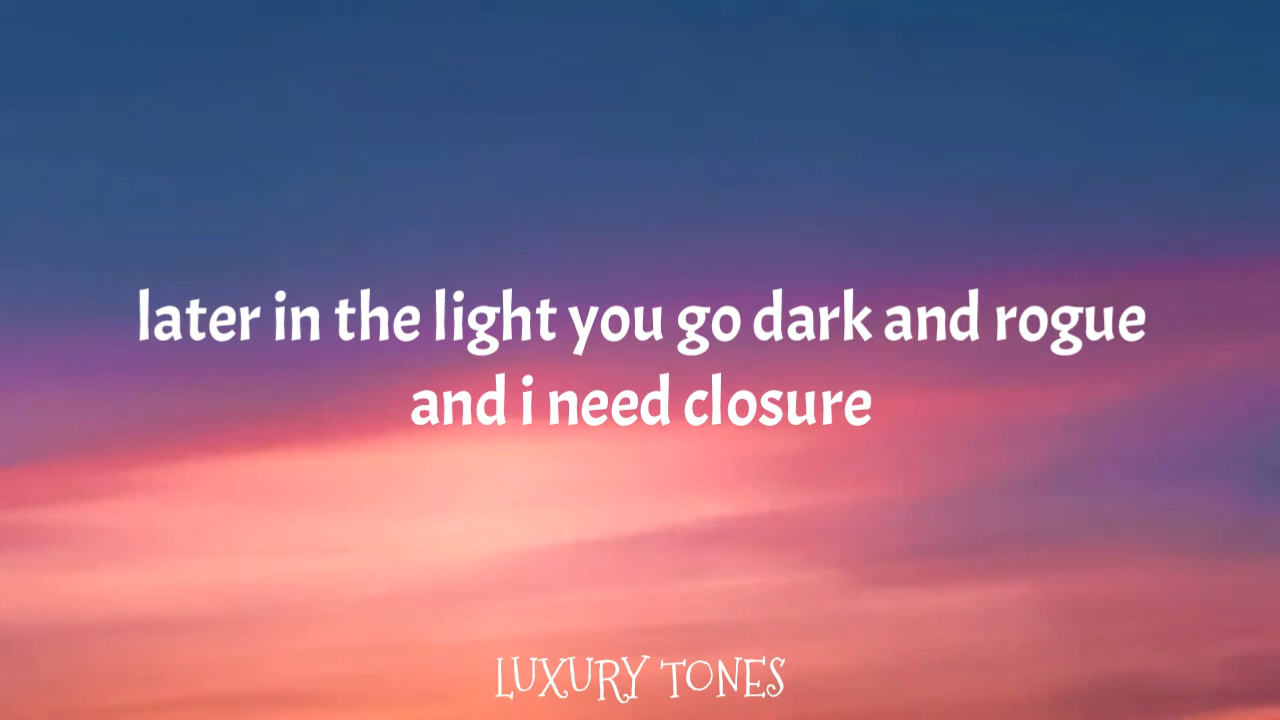 later in the light you go dark and rogue
and i need closure
LUXURY TONES